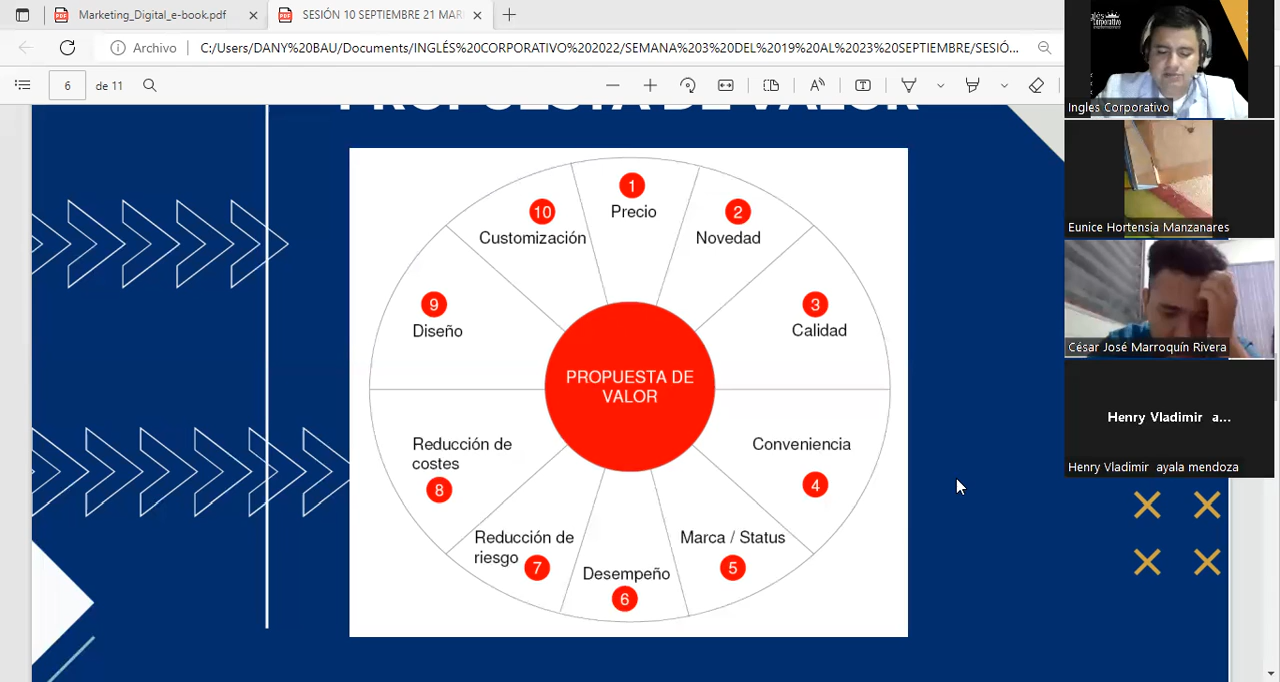 Marketing_Digital_e-book.pdf
SESIÓN 10 SEPTIEMBRE 21 MAR
Archivo
C:/Users/DANY%20BAU/Documents/INGLÉS%20CORPORATIVO%202022/SEMANA%203%20DEL%2019%20AL%2023%20SEPTIEMBRE/SESIÓ...
6 de 11
PROPUESTA DE VALOR
1
Precio
2
Novedad
3
Calidad
Conveniencia
4
Marca / Status
5
Desempeño
6
Reducción de
riesgo
7
Reducción de
costes
8
9
Diseño
10
Customización
PROPUESTA DE
VALOR
Ingles Corporativo
Eunice Hortensia Manzanares
César José Marroquín Rivera
Henry Vladimir a...
Henry Vladimir ayala mendoza